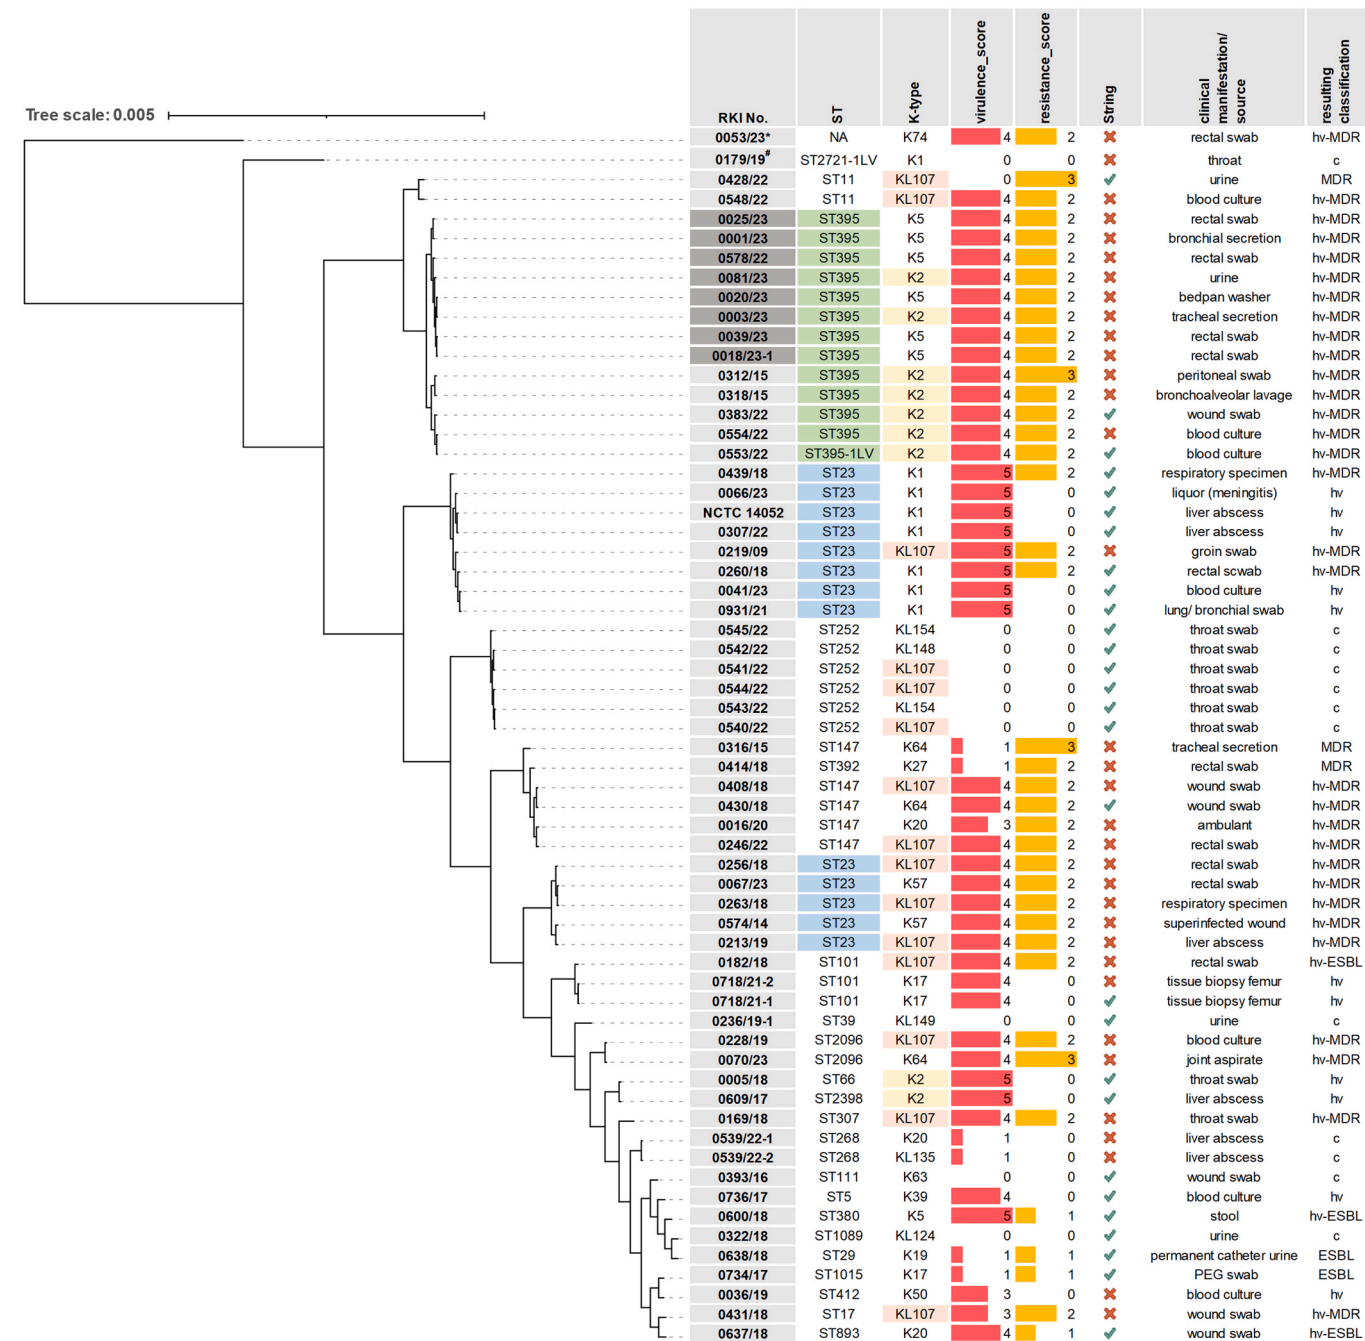 Tree scale: 0.005
RKI No. ST K-type virulence_score resistance_score String clinical manifestation/ source resulting classification
0053/23* NA K74 4 2 rectal swab hv-MDR
0179/19# ST2721-1LV K1 0 0 throat c
0428/22 ST11 KL107 0 3 urine MDR
0548/22 ST11 KL107 4 2 blood culture hv-MDR
0025/23 ST395 K5 4 2 rectal swab hv-MDR
0001/23 ST395 K5 4 2 bronchial secretion hv-MDR
0578/22 ST395 K5 4 2 rectal swab hv-MDR
0081/23 ST395 K2 4 2 urine hv-MDR
0020/23 ST395 K5 4 2 bedpan washer hv-MDR
0003/23 ST395 K2 4 2 tracheal secretion hv-MDR
0039/23 ST395 K5 4 2 rectal swab hv-MDR
0018/23-1 ST395 K5 4 2 rectal swab hv-MDR
0312/15 ST395 K2 4 3 peritoneal swab hv-MDR
0318/15 ST395 K2 4 2 bronchoalveolar lavage hv-MDR
0383/22 ST395 K2 4 2 wound swab hv-MDR
0554/22 ST395 K2 4 2 blood culture hv-MDR
0553/22 ST395-1LV K2 4 2 blood culture hv-MDR
0439/18 ST23 K1 5 2 respiratory specimen hv-MDR
0066/23 ST23 K1 5 0 liquor (meningitis) hv
NCTC 14052 ST23 K1 5 0 liver abscess hv
0307/22 ST23 K1 5 0 liver abscess hv
0219/09 ST23 KL107 5 2 groin swab hv-MDR
0260/18 ST23 K1 5 2 rectal scwab hv-MDR
0041/23 ST23 K1 5 0 blood culture hv
0931/21 ST23 K1 5 0 lung/ bronchial swab hv
0545/22 ST252 KL154 0 0 throat swab c
0542/22 ST252 KL148 0 0 throat swab c
0541/22 ST252 KL107 0 0 throat swab c
0544/22 ST252 KL107 0 0 throat swab c
0543/22 ST252 KL154 0 0 throat swab c
0540/22 ST252 KL107 0 0 throat swab c
0316/15 ST147 K64 1 3 tracheal secretion MDR
0414/18 ST392 K27 1 2 rectal swab MDR
0408/18 ST147 KL107 4 2 wound swab hv-MDR
0430/18 ST147 K64 4 2 wound swab hv-MDR
0016/20 ST147 K20 3 2 ambulant hv-MDR
0246/22 ST147 KL107 4 2 rectal swab hv-MDR
0256/18 ST23 KL107 4 2 rectal swab hv-MDR
0067/23 ST23 K57 4 2 rectal swab hv-MDR
0263/18 ST23 KL107 4 2 respiratory specimen hv-MDR
0574/14 ST23 K57 4 2 superinfected wound hv-MDR
0213/19 ST23 KL107 4 2 liver abscess hv-MDR
0182/18 ST101 KL107 4 2 rectal swab hv-ESBL
0718/21-2 ST101 K17 4 0 tissue biopsy femur hv
0718/21-1 ST101 K17 4 0 tissue biopsy femur hv
0236/19-1 ST39 KL149 0 0 urine c
0228/19 ST2096 KL107 4 2 blood culture hv-MDR
0070/23 ST2096 K64 4 3 joint aspirate hv-MDR
0005/18 ST66 K2 5 0 throat swab hv
0609/17 ST2398 K2 5 0 liver abscess hv
0169/18 ST307 KL107 4 2 throat swab hv-MDR
0539/22-1 ST268 K20 1 0 liver abscess c
0539/22-2 ST268 KL135 1 0 liver abscess c
0393/16 ST111 K63 0 0 wound swab c
0736/17 ST5 K39 4 0 blood culture hv
0600/18 ST380 K5 5 1 stool hv-ESBL
0322/18 ST1089 KL124 0 0 urine c
0638/18 ST29 K19 1 1 permanent catheter urine ESBL
0734/17 ST1015 K17 1 1 PEG swab ESBL
0036/19 ST412 K50 3 0 blood culture hv
0431/18 ST17 KL107 3 2 wound swab hv-MDR
0637/18 ST893 K20 4 1 wound swab hv-ESBL